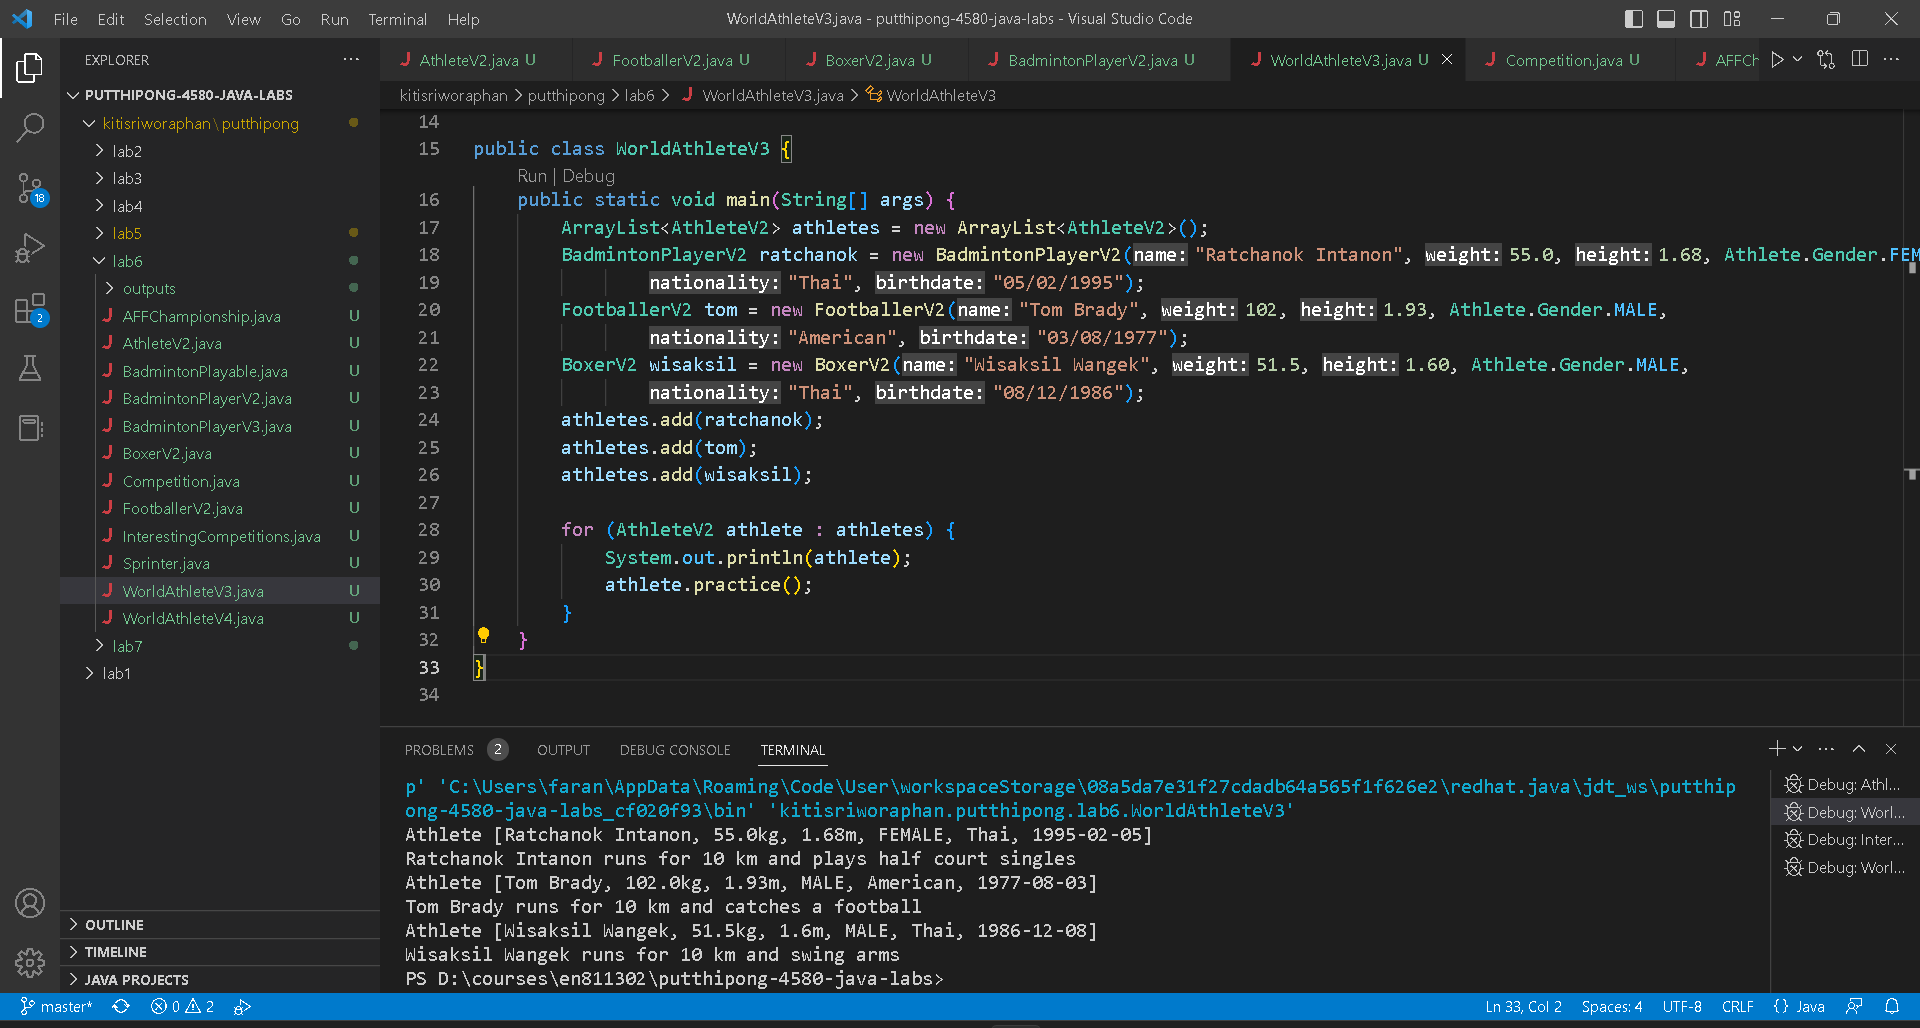 File Edit Selection View Go Run Terminal Help
WorldAthleteV3.java - putthipong-4580-java-labs - Visual Studio Code
EXPLORER
PUTTHIPONG-4580-JAVA-LABS
kitisriworaphan\putthipong
lab2
lab3
lab4
lab5
lab6
outputs
AFFChampionship.java U
AthleteV2.java U
BadmintonPlayable.java U
BadmintonPlayerV2.java U
BadmintonPlayerV3.java U
BoxerV2.java U
Competition.java U
FootballerV2.java U
InterestingCompetitions.java U
Sprinter.java U
WorldAthleteV3.java U
WorldAthleteV4.java U
lab7
lab1
OUTLINE
TIMELINE
JAVA PROJECTS
18
2
AthleteV2.java U FootballerV2.java U BoxerV2.java U BadmintonPlayerV2.java U WorldAthleteV3.java U Competition.java U AFFCh
kitisriworaphan > putthipong > lab6 > WorldAthleteV3.java > WorldAthleteV3
14
15 public class WorldAthleteV3 {
Run | Debug
16 public static void main(String[] args) {
17 ArrayList<AthleteV2> athletes = new ArrayList<AthleteV2>();
18 BadmintonPlayerV2 ratchanok = new BadmintonPlayerV2(name: "Ratchanok Intanon", weight: 55.0, height: 1.68, Athlete.Gender.FEM
19 nationality: "Thai", birthdate: "05/02/1995");
20 FootballerV2 tom = new FootballerV2(name: "Tom Brady", weight: 102, height: 1.93, Athlete.Gender.MALE,
21 nationality: "American", birthdate: "03/08/1977");
22 BoxerV2 wisaksil = new BoxerV2(name: "Wisaksil Wangek", weight: 51.5, height: 1.60, Athlete.Gender.MALE,
23 nationality: "Thai", birthdate: "08/12/1986");
24 athletes.add(ratchanok);
25 athletes.add(tom);
26 athletes.add(wisaksil);
27
28 for (AthleteV2 athlete : athletes) {
29 System.out.println(athlete);
30 athlete.practice();
31 }
32 }
33 }
34
PROBLEMS 2 OUTPUT DEBUG CONSOLE TERMINAL
p' 'C:\Users\faran\AppData\Roaming\Code\User\workspaceStorage\08a5da7e31f27cdadb64a565f1f626e2\redhat.java\jdt_ws\putthip
ong-4580-java-labs_cf020f93\bin' 'kitisriworaphan.putthipong.lab6.WorldAthleteV3'
Athlete [Ratchanok Intanon, 55.0kg, 1.68m, FEMALE, Thai, 1995-02-05]
Ratchanok Intanon runs for 10 km and plays half court singles
Athlete [Tom Brady, 102.0kg, 1.93m, MALE, American, 1977-08-03]
Tom Brady runs for 10 km and catches a football
Athlete [Wisaksil Wangek, 51.5kg, 1.6m, MALE, Thai, 1986-12-08]
Wisaksil Wangek runs for 10 km and swing arms
PS D:\courses\en811302\putthipong-4580-java-labs>
Debug: Athl...
Debug: Worl...
Debug: Inter...
Debug: Worl...
master* 0 2
Ln 33, Col 2 Spaces: 4 UTF-8 CRLF {} Java